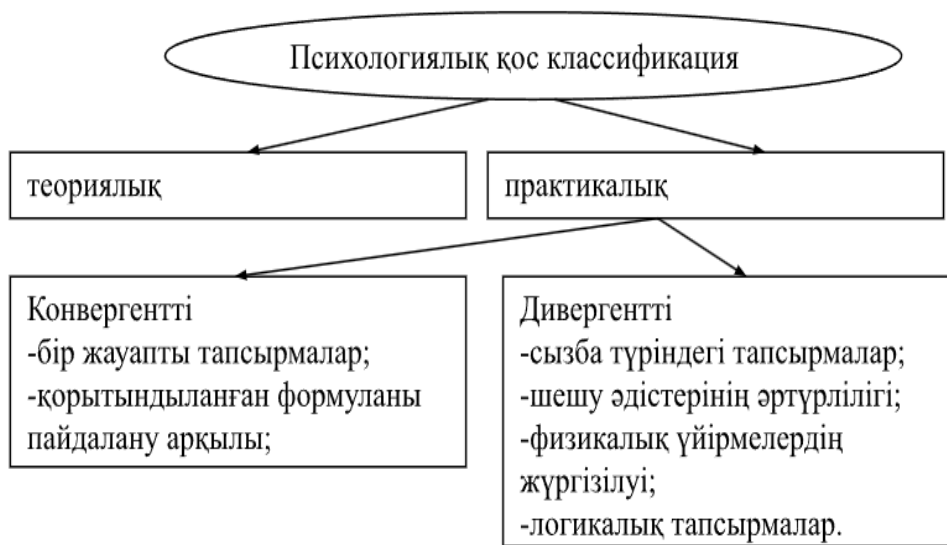 Психологиялық қос классификация
теориялық
практикалық
Конвергентті
-бір жауапты тапсырмалар;
-қорытындыланған формуланы
пайдалану арқылы;
Дивергентті
-сызба түріндегі тапсырмалар;
-шешу әдістерінің әртүрлілігі;
-физикалық үйірмелердің
жүргізілуі;
-логикалық тапсырмалар.